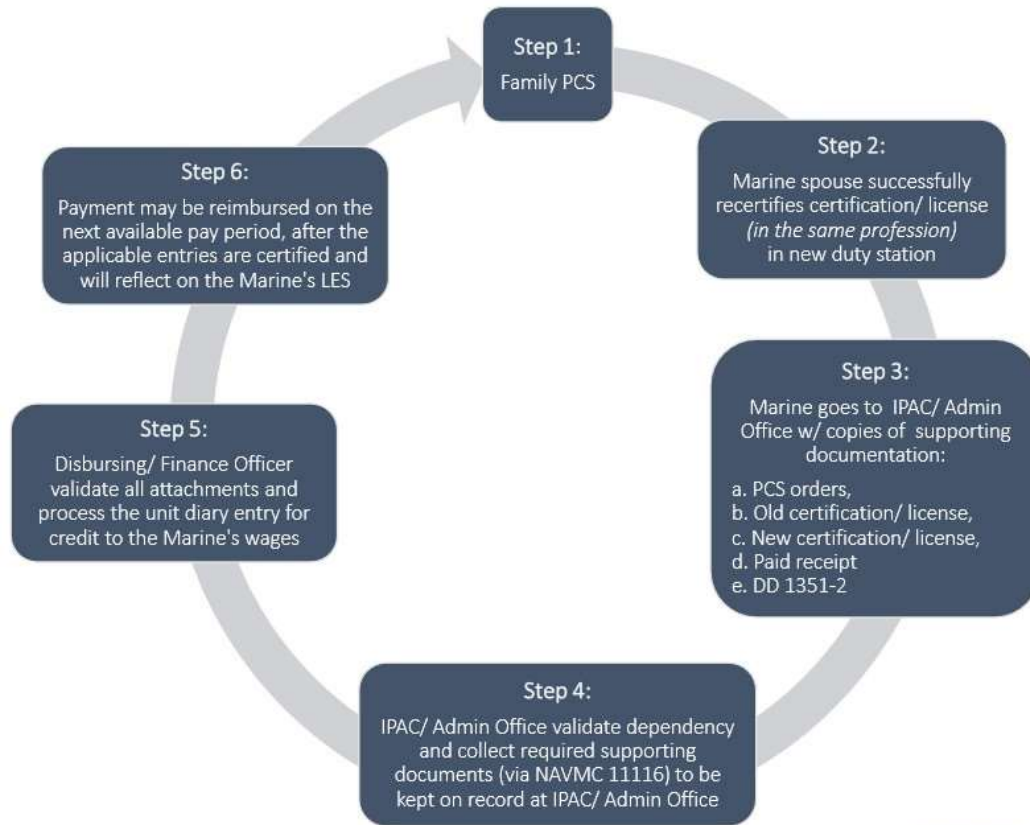 Step 1:
Family PCS
Step 2:
Marine spouse successfully
recertifies certification/ license
(in the same profession)
in new duty station
Step 3:
Marine goes to IPAC/ Admin
Office w/ copies of supporting
documentation:
a. PCS orders,
b. Old certification/ license,
c. New certification/ license,
d. Paid receipt
e. DD 1351-2
Step 4:
IPAC/ Admin Office validate dependency
and collect required supporting
documents (via NAVMC 11116) to be
kept on record at IPAC/ Admin Office
Step 5:
Disbursing/ Finance Officer
validate all attachments and
process the unit diary entry for
credit to the Marine's wages
Step 6:
Payment may be reimbursed on the
next available pay period, after the
applicable entries are certified and
will reflect on the Marine's LES